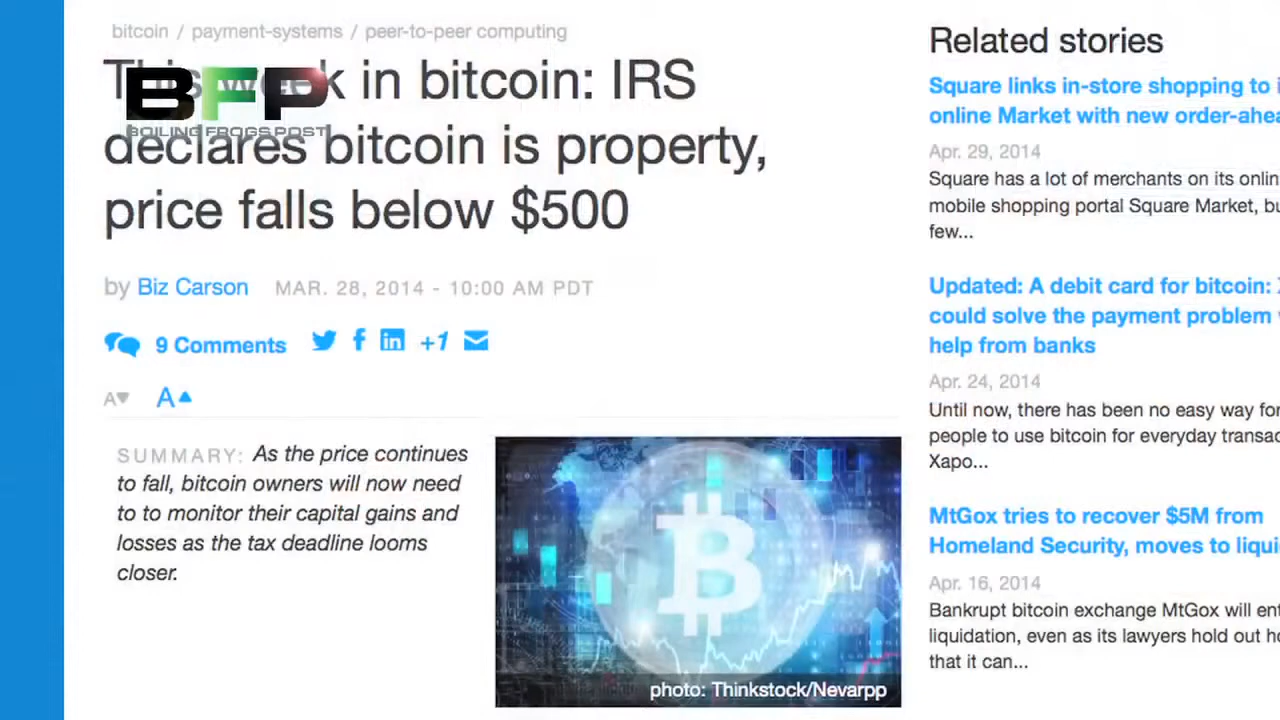 bitcoin / payment-systems / peer-to-peer computing
This week in bitcoin: IRS
declares bitcoin is property,
price falls below $500
BFP
BOILING FROGS POST
by Biz Carson MAR. 28, 2014 - 10:00 AM PDT
9 Comments +1
A A
SUMMARY: As the price continues
to fall, bitcoin owners will now need
to to monitor their capital gains and
losses as the tax deadline looms
closer.
photo: Thinkstock/Nevarpp
Related stories
Square links in-store shopping to
online Market with new order-ahea
Apr. 29, 2014
Square has a lot of merchants on its onlin
mobile shopping portal Square Market, bu
few...
Updated: A debit card for bitcoin:
could solve the payment problem
help from banks
Apr. 24, 2014
Until now, there has been no easy way for
people to use bitcoin for everyday transac
Xapo...
MtGox tries to recover $5M from
Homeland Security, moves to liqui
Apr. 16, 2014
Bankrupt bitcoin exchange MtGox will ent
liquidation, even as its lawyers hold out ho
that it can...